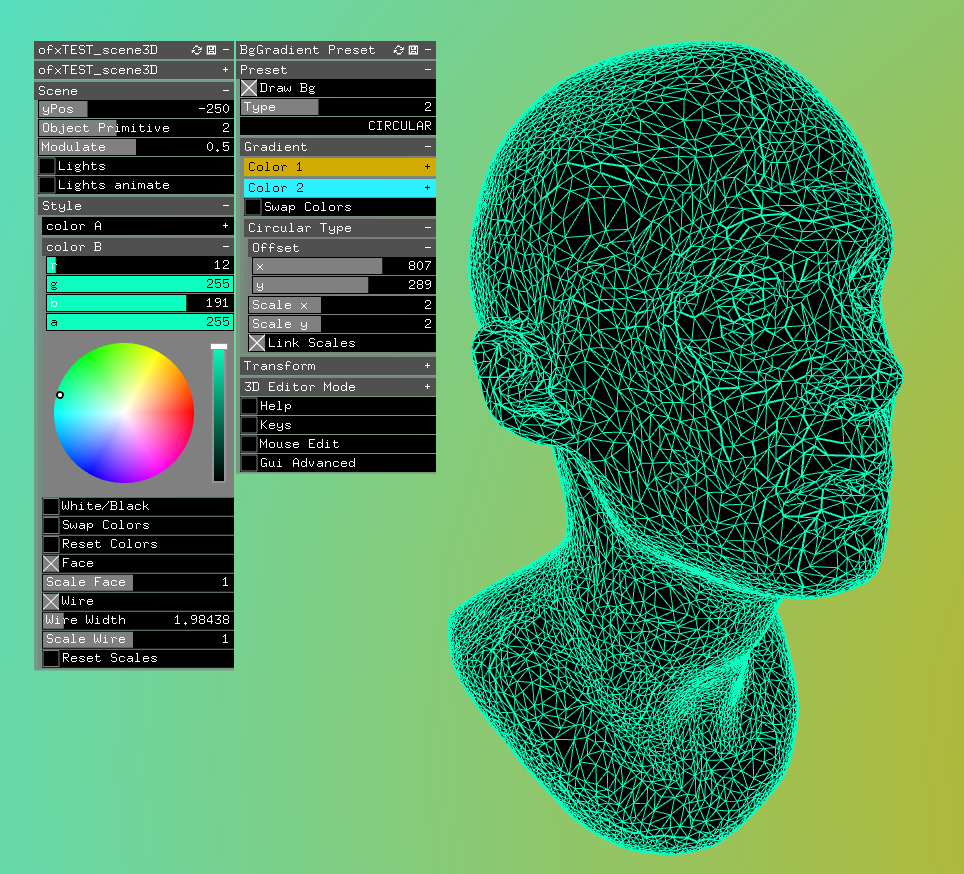 ofxTEST_scene3D
ofxTEST_scene3D +
Scene
yPos -250
Object Primitive 2
Modulate 0.5
Lights
Lights animate
Style
color A +
color B
r 12
g 255
b 191
a 255
White/Black
Swap Colors
Reset Colors
Face
Scale Face 1
Wire
Wire Width 1.98438
Scale Wire 1
Reset Scales
BgGradient Preset
Preset
Draw Bg
Type 2
CIRCULAR
Gradient
Color 1 +
Color 2 +
Swap Colors
Circular Type
Offset
x 807
y 289
Scale x 2
Scale y 2
Link Scales
Transform +
3D Editor Mode +
Help
Keys
Mouse Edit
Gui Advanced